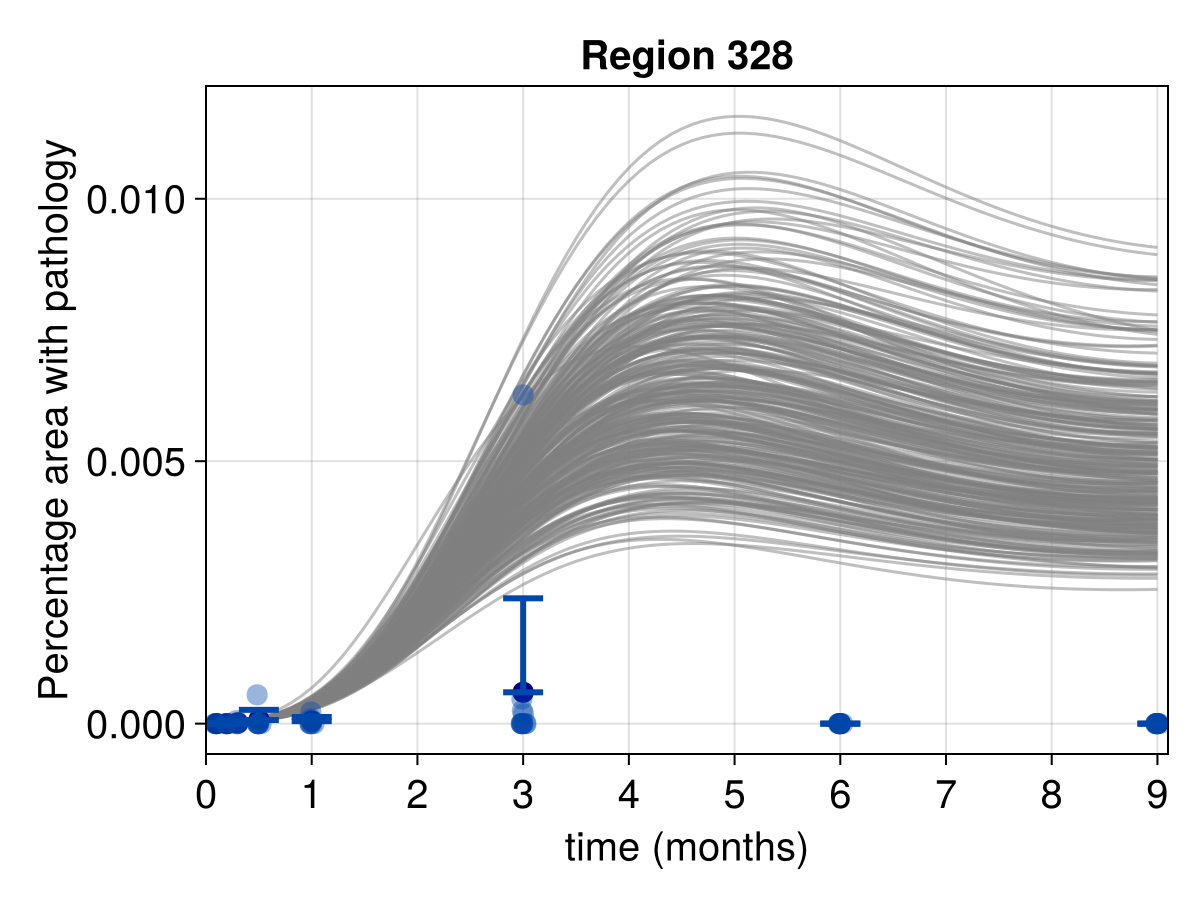 Region 328
Percentage area with pathology
0.010
0.005
0.000
0 1 2 3 4 5 6 7 8 9
time (months)